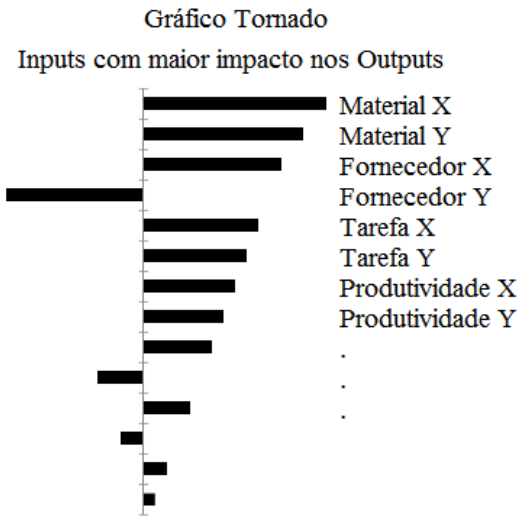 Gráfico Tornado
Inputs com maior impacto nos Outputs
Material X
Material Y
Fornecedor X
Fornecedor Y
Tarefa X
Tarefa Y
Produtividade X
Produtividade Y
.
.
.